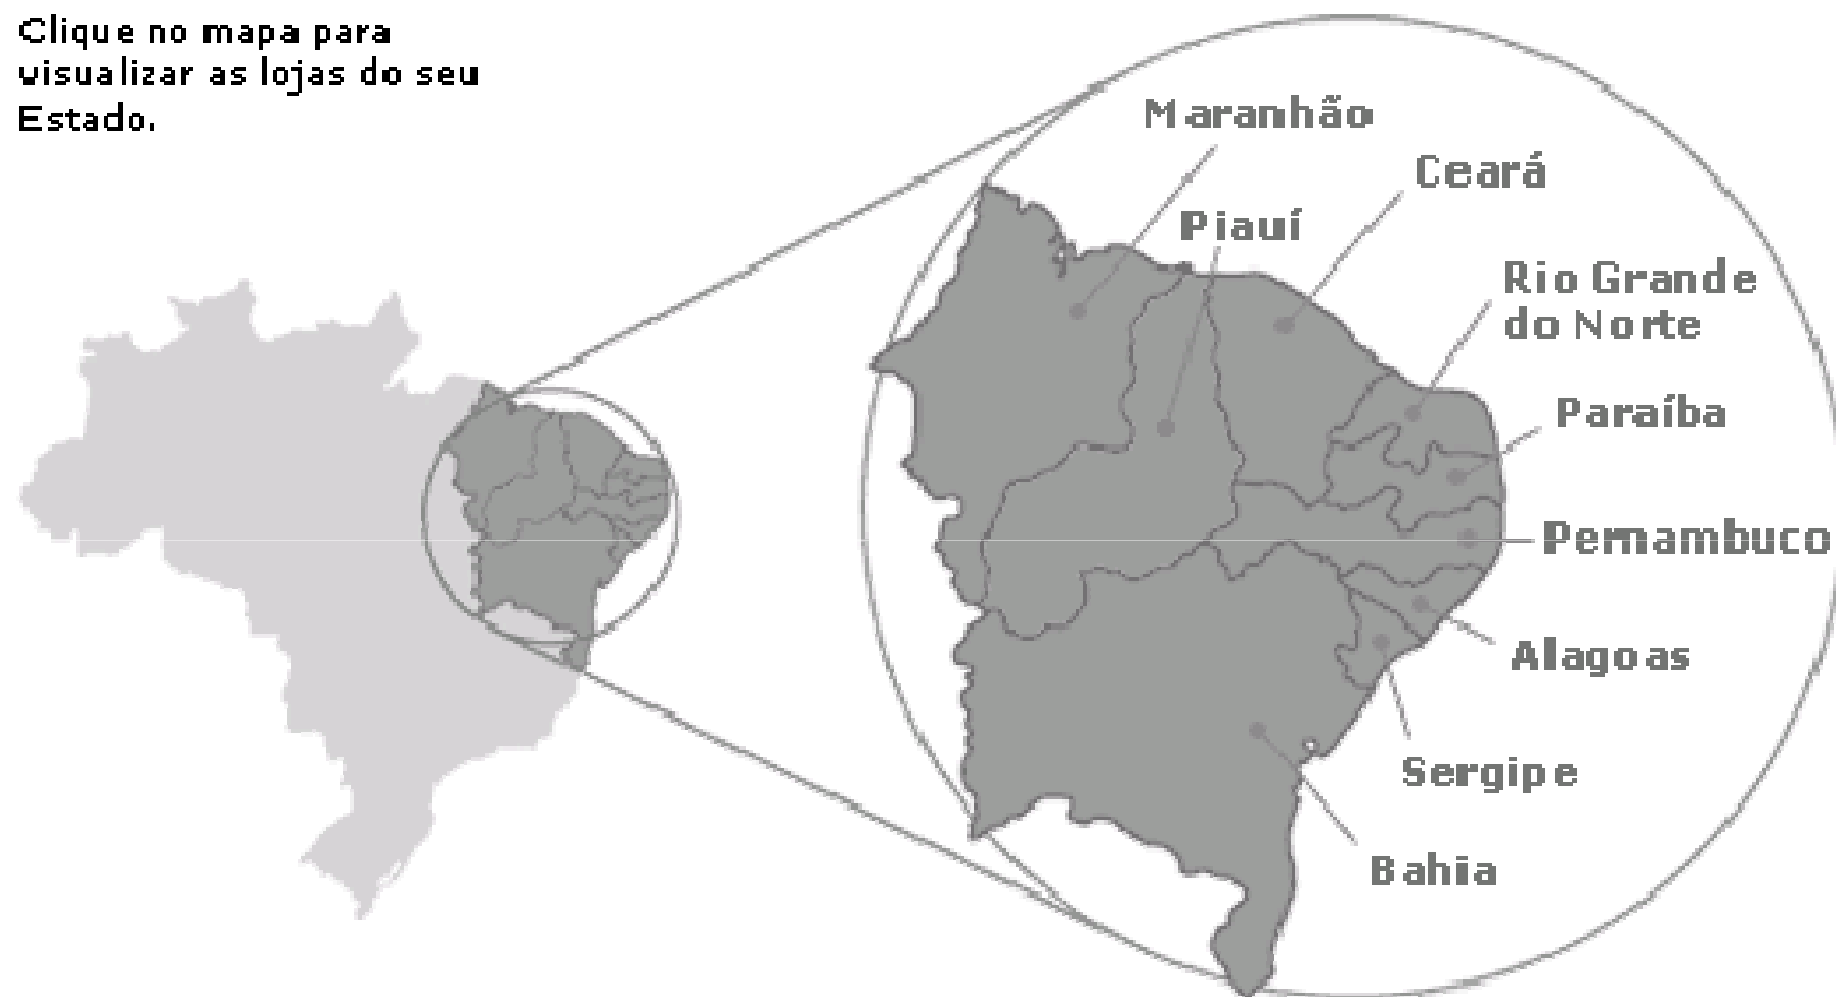 Clique no mapa para
visualizar as lojas do seu
Estado.
Maranhão
Ceará
Piauí
Rio Grande
do Norte
Paraíba
Pernambuco
Alagoas
Sergipe
Bahia